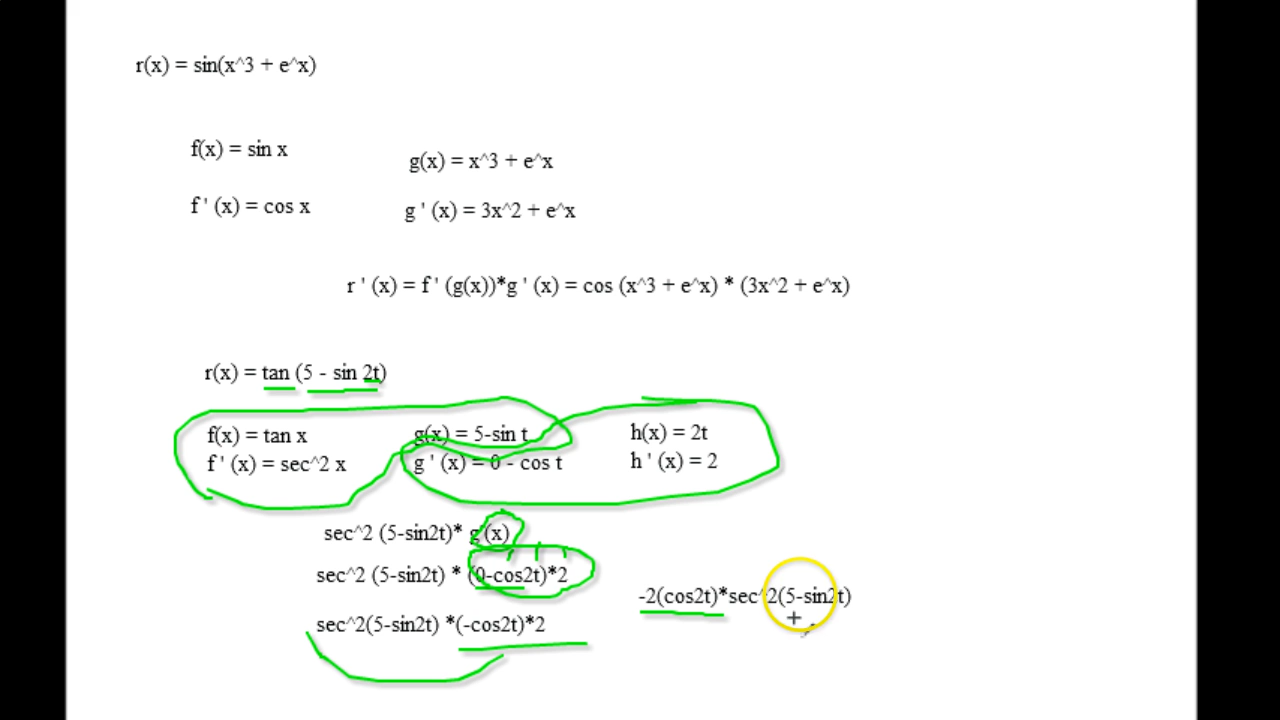 r(x) = sin(x^3 + e^x)
f(x) = sin x
g(x) = x^3 + e^x
f ' (x) = cos x
g ' (x) = 3x^2 + e^x
r ' (x) = f ' (g(x))*g ' (x) = cos (x^3 + e^x) * (3x^2 + e^x)
r(x) = tan (5 - sin 2t)
f(x) = tan x
g(x) = 5-sin t
h(x) = 2t
f ' (x) = sec^2 x
g ' (x) = 0 - cos t
h ' (x) = 2
sec^2 (5-sin2t)* g'(x)
sec^2 (5-sin2t) * (0-cos2t)*2
-2(cos2t)*sec^2(5-sin2t)
sec^2(5-sin2t) *(-cos2t)*2